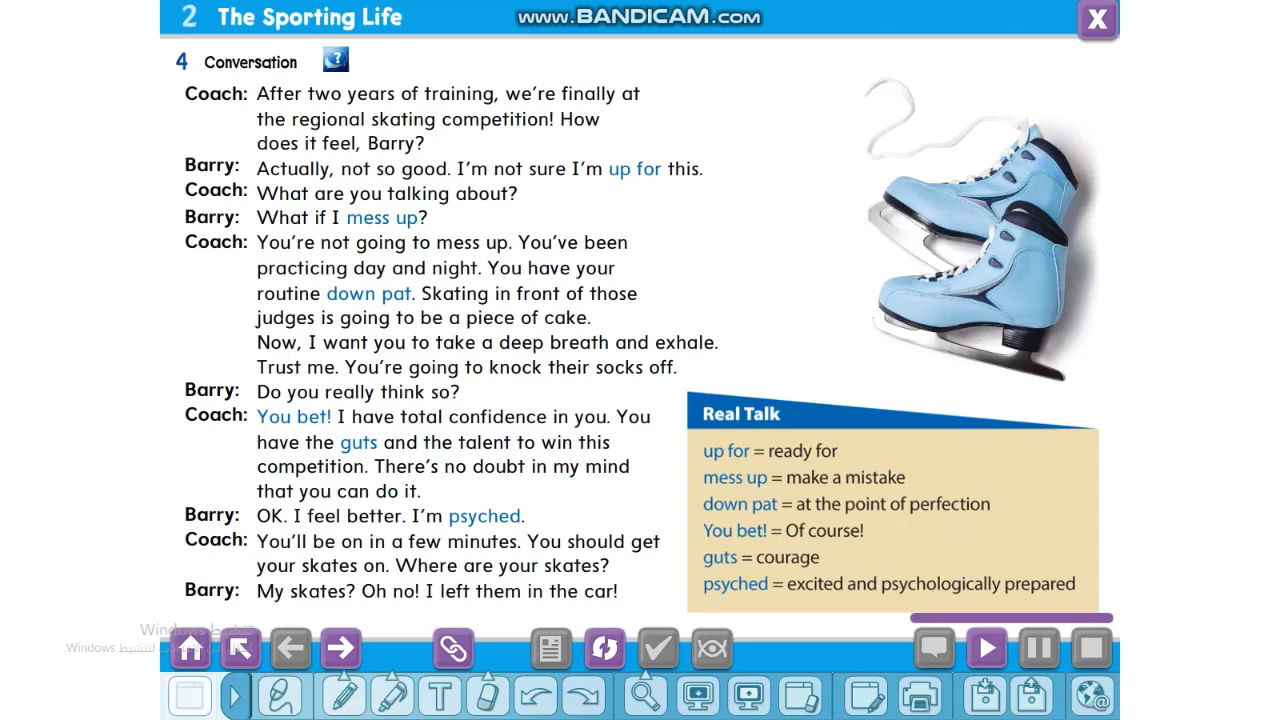 2 The Sporting Life
www.BANDICAM.com
X
4 Conversation
?
Coach: After two years of training, we're finally at
the regional skating competition! How
does it feel, Barry?
Barry: Actually, not so good. I'm not sure I'm up for this.
Coach: What are you talking about?
Barry: What if I mess up?
Coach: You're not going to mess up. You've been
practicing day and night. You have your
routine down pat. Skating in front of those
judges is going to be a piece of cake.
Now, I want you to take a deep breath and exhale.
Trust me. You're going to knock their socks off.
Barry: Do you really think so?
Coach: You bet! I have total confidence in you. You
have the guts and the talent to win this
competition. There's no doubt in my mind
that you can do it.
Barry: OK. I feel better. I'm psyched.
Coach: You'll be on in a few minutes. You should get
your skates on. Where are your skates?
Barry: My skates? Oh no! I left them in the car!
Real Talk
up for = ready for
mess up = make a mistake
down pat = at the point of perfection
You bet! = Of course!
guts = courage
psyched = excited and psychologically prepared
تنشيط Windows
لتنشيط Windows.
T